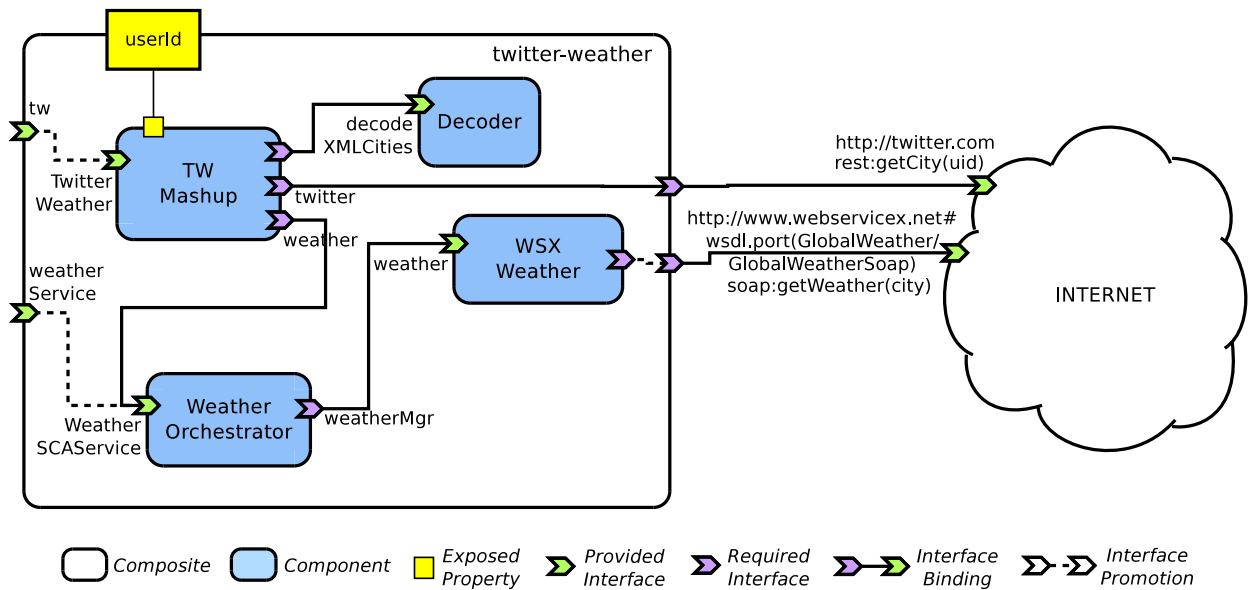 userId
twitter-weather
tw
decode
XMLCities
Decoder
TW
Mashup
Twitter
Weather
twitter
weather
http://twitter.com
rest:getCity(uid)
http://www.webservicex.net#
wsdl.port(GlobalWeather/
GlobalWeatherSoap)
soap:getWeather(city)
weather
WSX
Weather
weather
Service
INTERNET
Weather
Orchestrator
weatherMgr
Weather
SCAService
Composite
Component
Exposed
Property
Provided
Interface
Required
Interface
Interface
Binding
Interface
Promotion